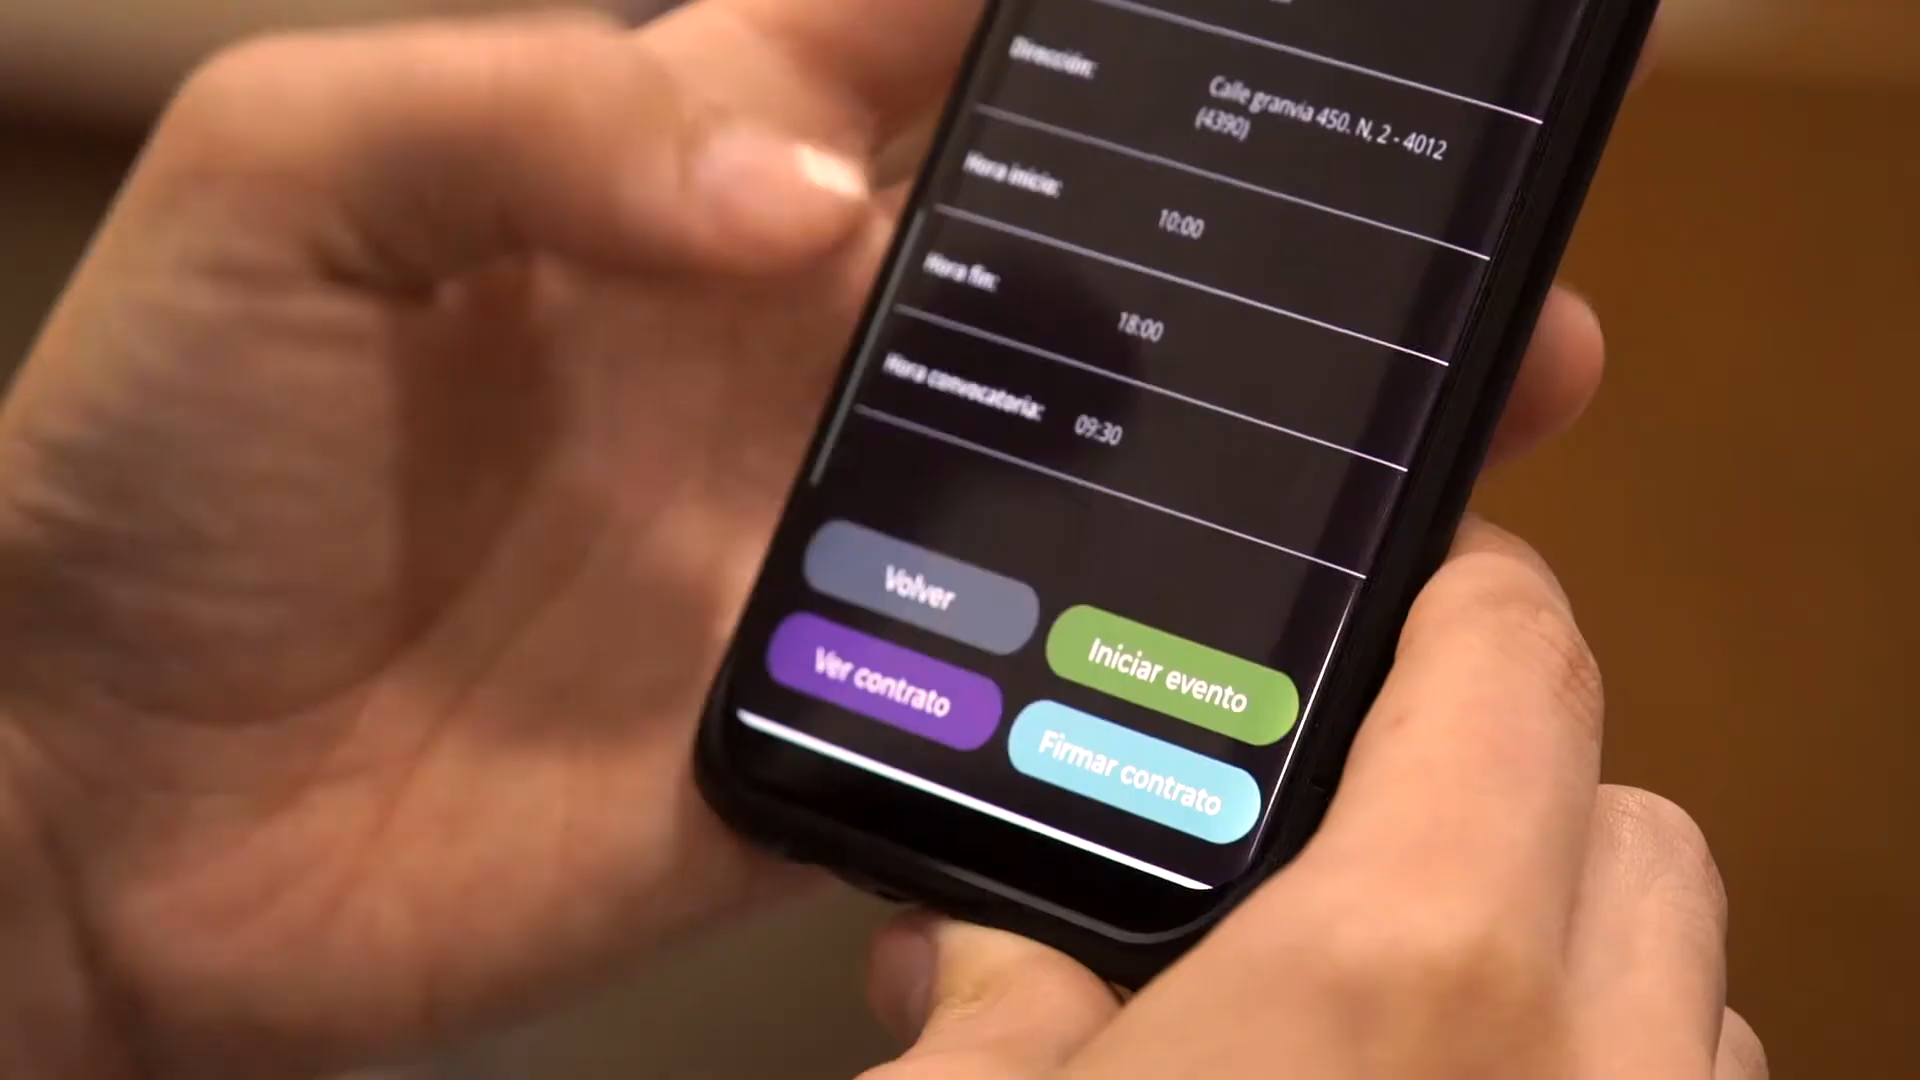 Dirección:
Calle granvia 450. N, 2 - 4012
(4390)
Hora inicio:
10:00
Hora fin:
18:00
Hora convocatoria:
09:30
Volver
Iniciar evento
Ver contrato
Firmar contrato